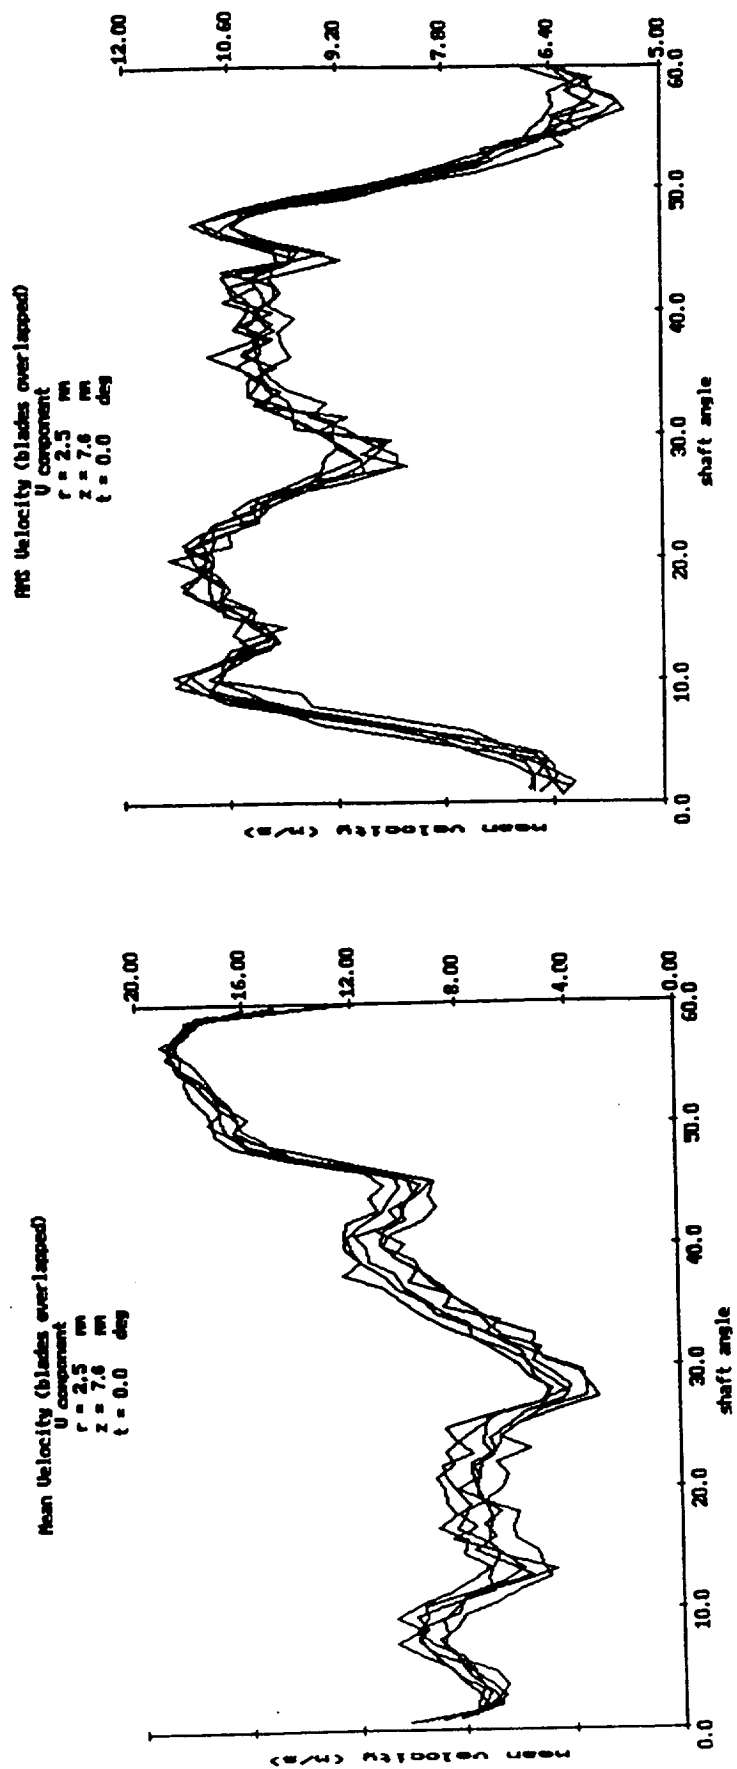 Mean Velocity (blades overlapped)
U component
r = 2.5 mm
z = 7.6 mm
t = 0.0 deg
20.00
16.00
12.00
8.00
4.00
0.00
mean velocity (m/s)
0.0
10.0
20.0
30.0
40.0
50.0
60.0
shaft angle
RMS Velocity (blades overlapped)
U component
r = 2.5 mm
z = 7.6 mm
t = 0.0 deg
12.00
10.60
9.20
7.80
6.40
5.00
mean velocity (m/s)
0.0
10.0
20.0
30.0
40.0
50.0
60.0
shaft angle